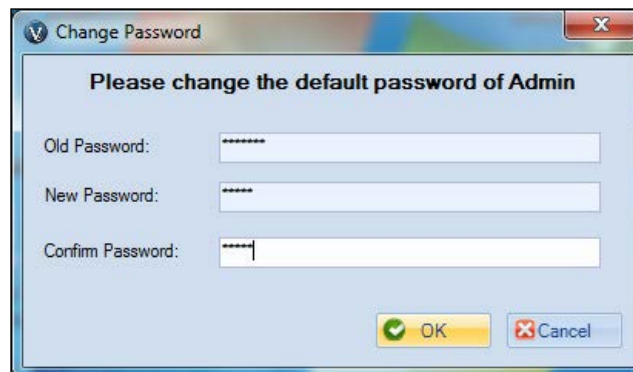 Change Password
Please change the default password of Admin
Old Password: *******
New Password: *****
Confirm Password: *****
OK Cancel